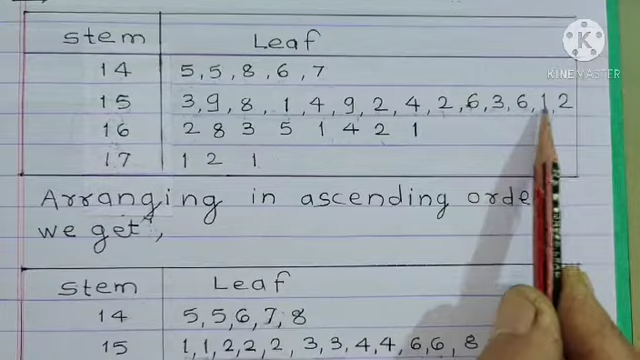 KINEMASTER
stem Leaf
14 5,5,8,6,7
15 3,9,8,1,4,9,2,4,2,6,3,6,1,2
16 2 8 3 5 1 4 2 1
17 1 2 1
Arranging in ascending orde
we get,
stem Leaf
14 5,5,6,7,8
15 1,1,2,2,2,3,3,4,4,6,6,8